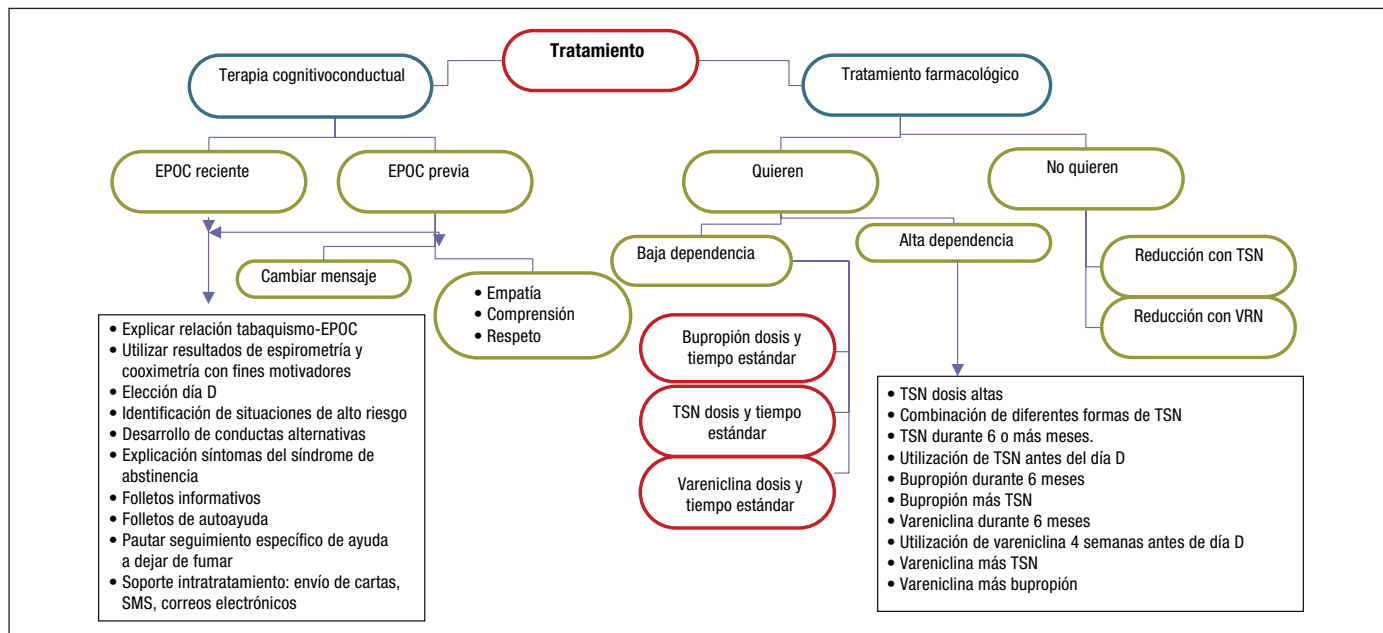 Tratamiento
Terapia cognitivoconductual
Tratamiento farmacológico
EPOC reciente
EPOC previa
Quieren
No quieren
Cambiar mensaje
• Empatía
• Comprensión
• Respeto
Baja dependencia
Alta dependencia
Reducción con TSN
Reducción con VRN
• Explicar relación tabaquismo-EPOC
• Utilizar resultados de espirometría y
cooximetría con fines motivadores
• Elección día D
• Identificación de situaciones de alto riesgo
• Desarrollo de conductas alternativas
• Explicación síntomas del síndrome de
abstinencia
• Folletos informativos
• Folletos de autoayuda
• Pautar seguimiento específico de ayuda
a dejar de fumar
• Soporte intratratamiento: envío de cartas,
SMS, correos electrónicos
Bupropión dosis y
tiempo estándar
TSN dosis y tiempo
estándar
Vareniclina dosis y
tiempo estándar
• TSN dosis altas
• Combinación de diferentes formas de TSN
• TSN durante 6 o más meses.
• Utilización de TSN antes del día D
• Bupropión durante 6 meses
• Bupropión más TSN
• Vareniclina durante 6 meses
• Utilización de vareniclina 4 semanas antes de día D
• Vareniclina más TSN
• Vareniclina más bupropión